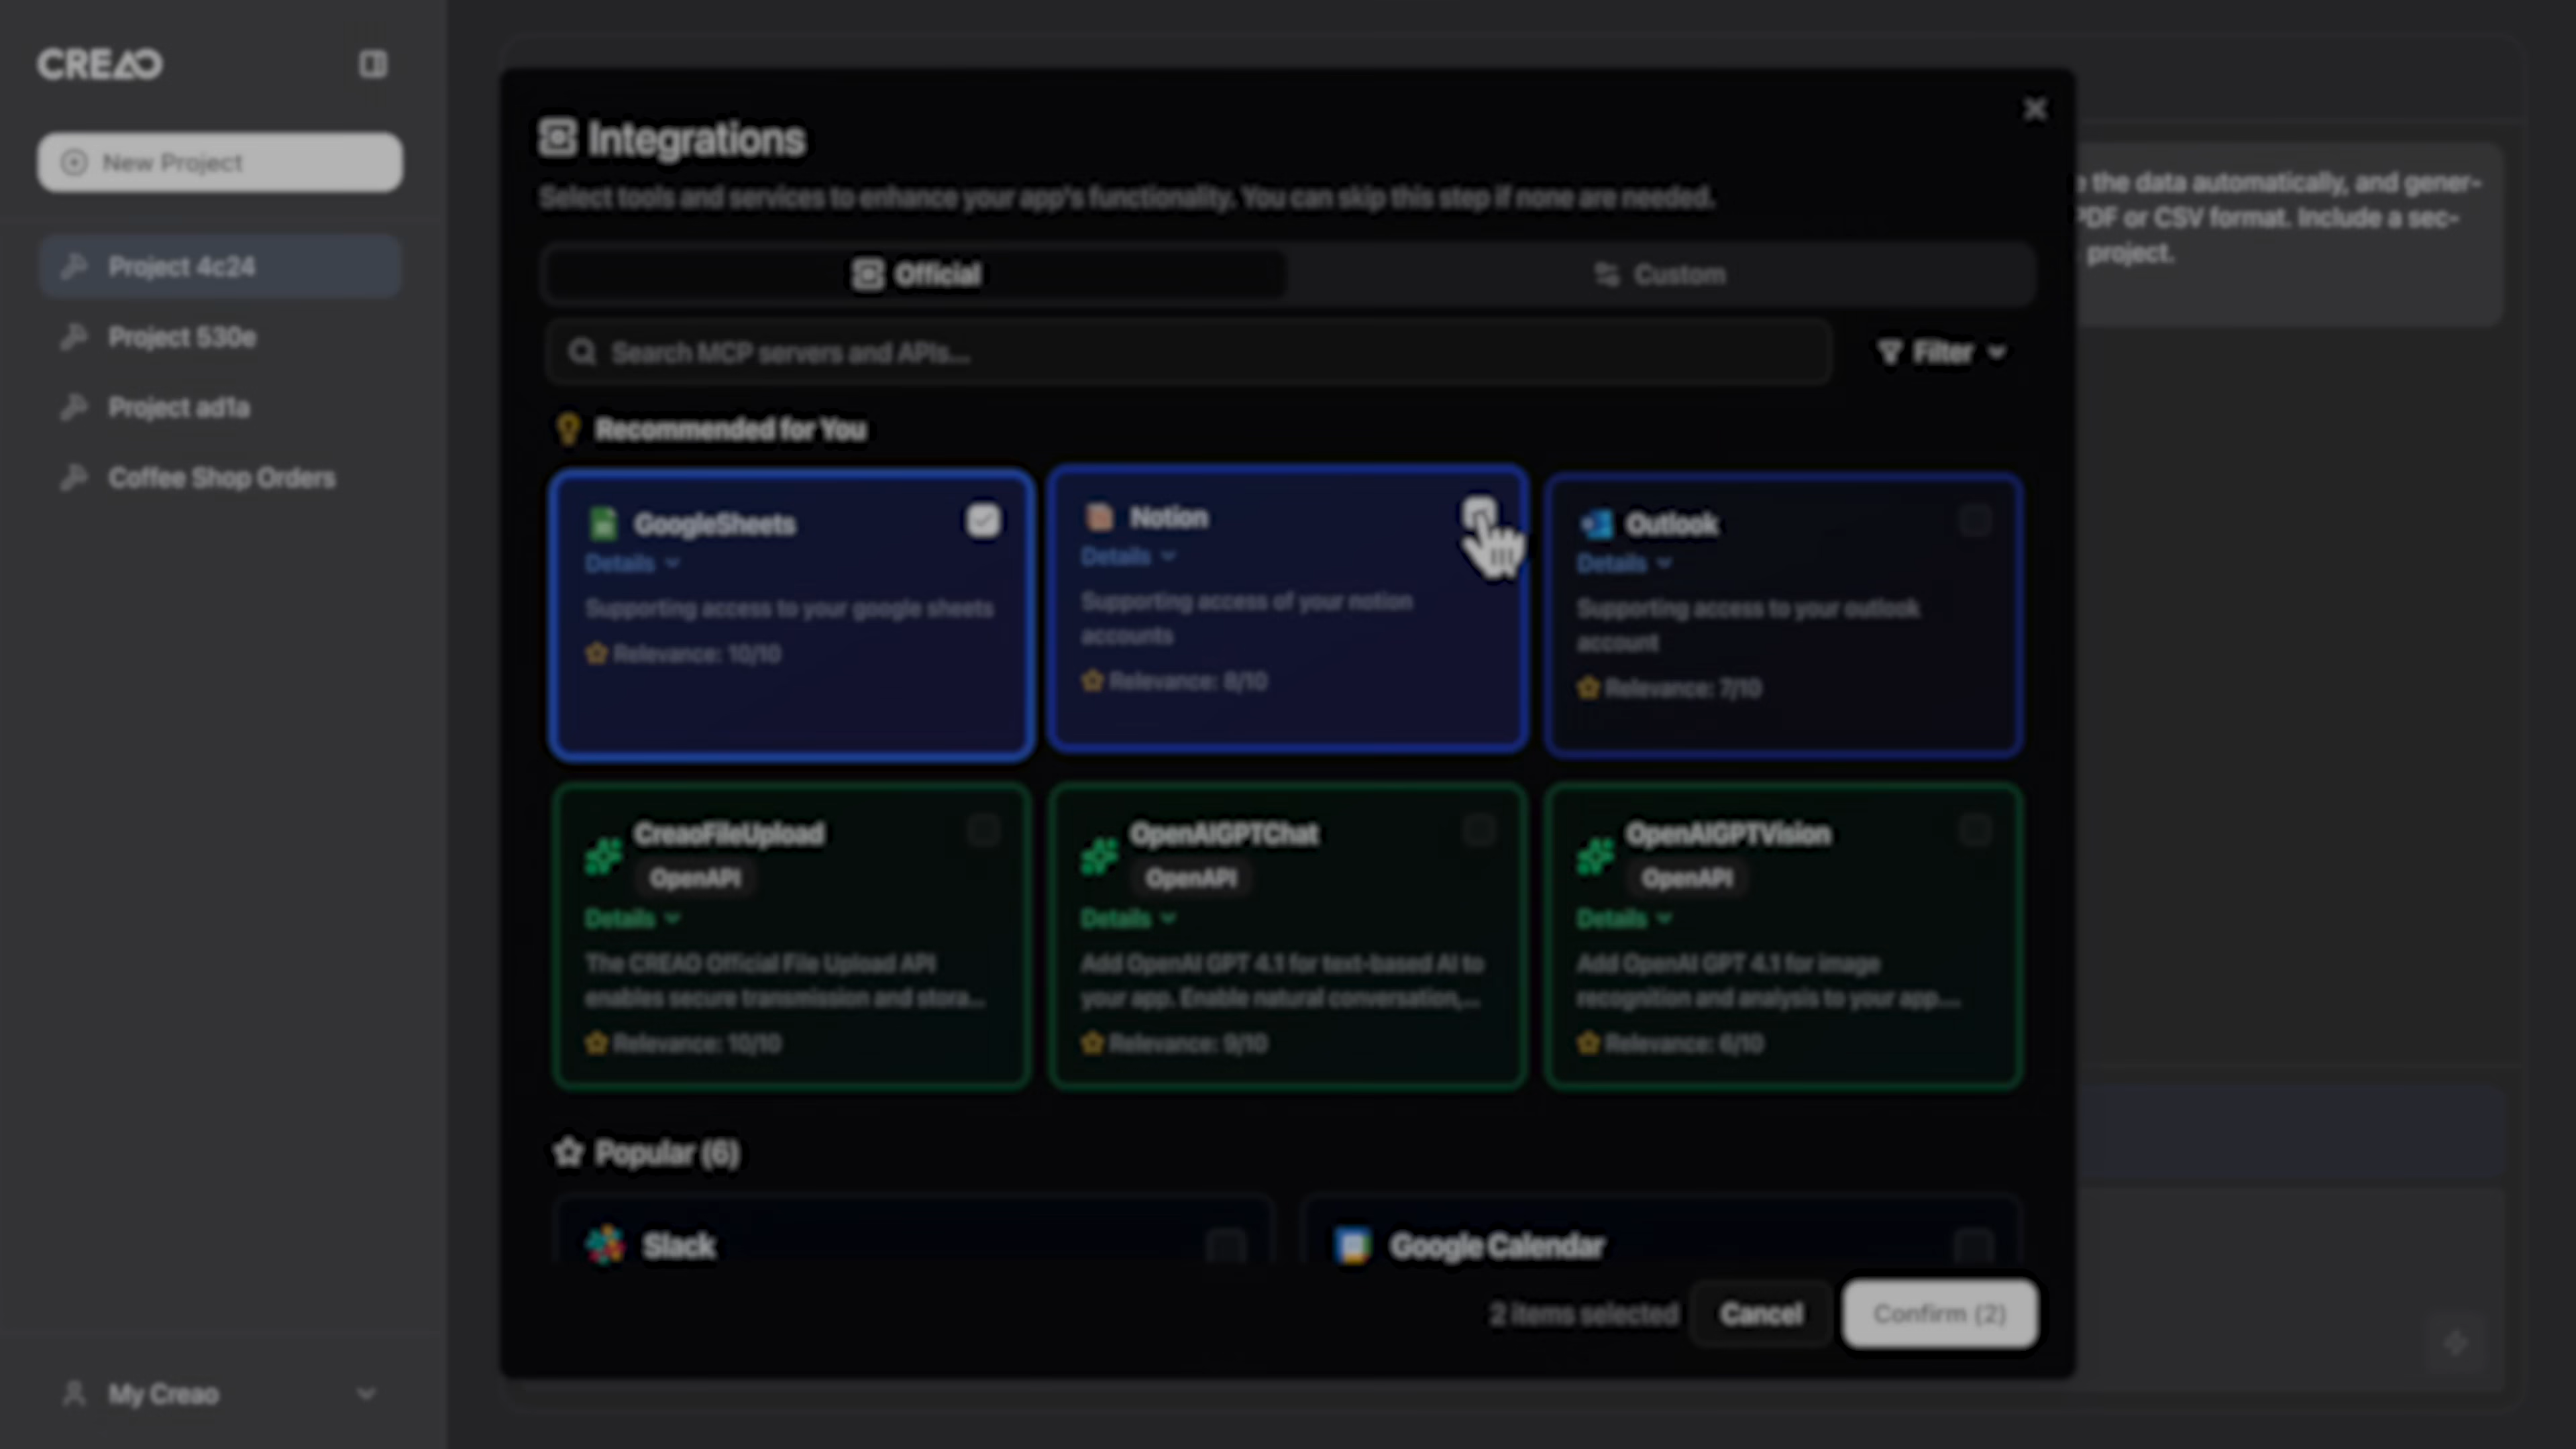 CREAO
New Project
Project 4c24
Project 530e
Project ad1a
Coffee Shop Orders
My Creao
Integrations
Select tools and services to enhance your app's functionality. You can skip this step if none are needed.
Official
Custom
Search MCP servers and APIs...
Filter
Recommended for You
GoogleSheets
Details
Supporting access to your google sheets
Relevance: 10/10
Notion
Details
Supporting access of your notion
accounts
Relevance: 8/10
Outlook
Details
Supporting access to your outlook
account
Relevance: 7/10
CreaoFileUpload
OpenAPI
Details
The CREAO Official File Upload API
enables secure transmission and stora...
Relevance: 10/10
OpenAIGPTChat
OpenAPI
Details
Add OpenAI GPT 4.1 for text-based AI to
your app. Enable natural conversation,...
Relevance: 9/10
OpenAIGPTVision
OpenAPI
Details
Add OpenAI GPT 4.1 for image
recognition and analysis to your app....
Relevance: 6/10
Popular (6)
Slack
Google Calendar
2 items selected
Cancel
Confirm (2)
the data automatically, and gener-
PDF or CSV format. Include a sec-
project.